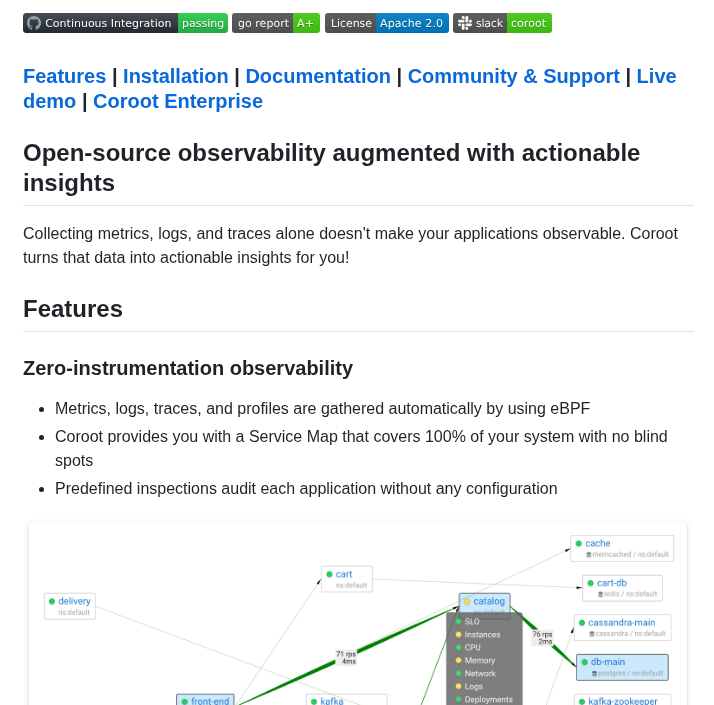 Continuous Integration passing go report A+ License Apache 2.0 slack coroot
Features | Installation | Documentation | Community & Support | Live
demo | Coroot Enterprise
Open-source observability augmented with actionable
insights
Collecting metrics, logs, and traces alone doesn't make your applications observable. Coroot
turns that data into actionable insights for you!
Features
Zero-instrumentation observability
Metrics, logs, traces, and profiles are gathered automatically by using eBPF
Coroot provides you with a Service Map that covers 100% of your system with no blind
spots
Predefined inspections audit each application without any configuration
cache
memcached / ns:default
cart
ns:default
cart-db
redis / ns:default
delivery
ns:default
catalog
SLO
Instances
CPU
Memory
Network
Logs
Deployments
cassandra-main
cassandra / ns:default
76 rps
2ms
71 rps
4ms
db-main
postgres / ns:default
front-end
kafka
kafka-zookeeper